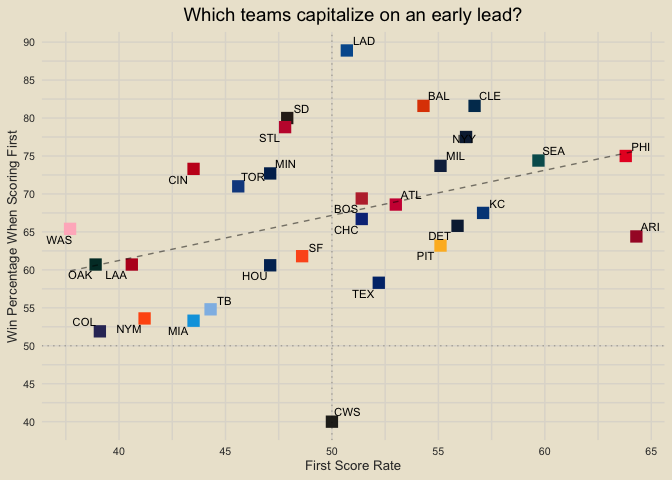 Which teams capitalize on an early lead?
Win Percentage When Scoring First
90
85
80
75
70
65
60
55
50
45
40
LAD
BAL
CLE
SD
STL
NYY
MIL
SEA
PHI
CIN
TOR
MIN
BOS
ATL
KC
CHC
DET
ARI
WAS
PIT
SF
OAK
LAA
HOU
TEX
TB
COL
NYM
MIA
CWS
40
45
50
55
60
65
First Score Rate